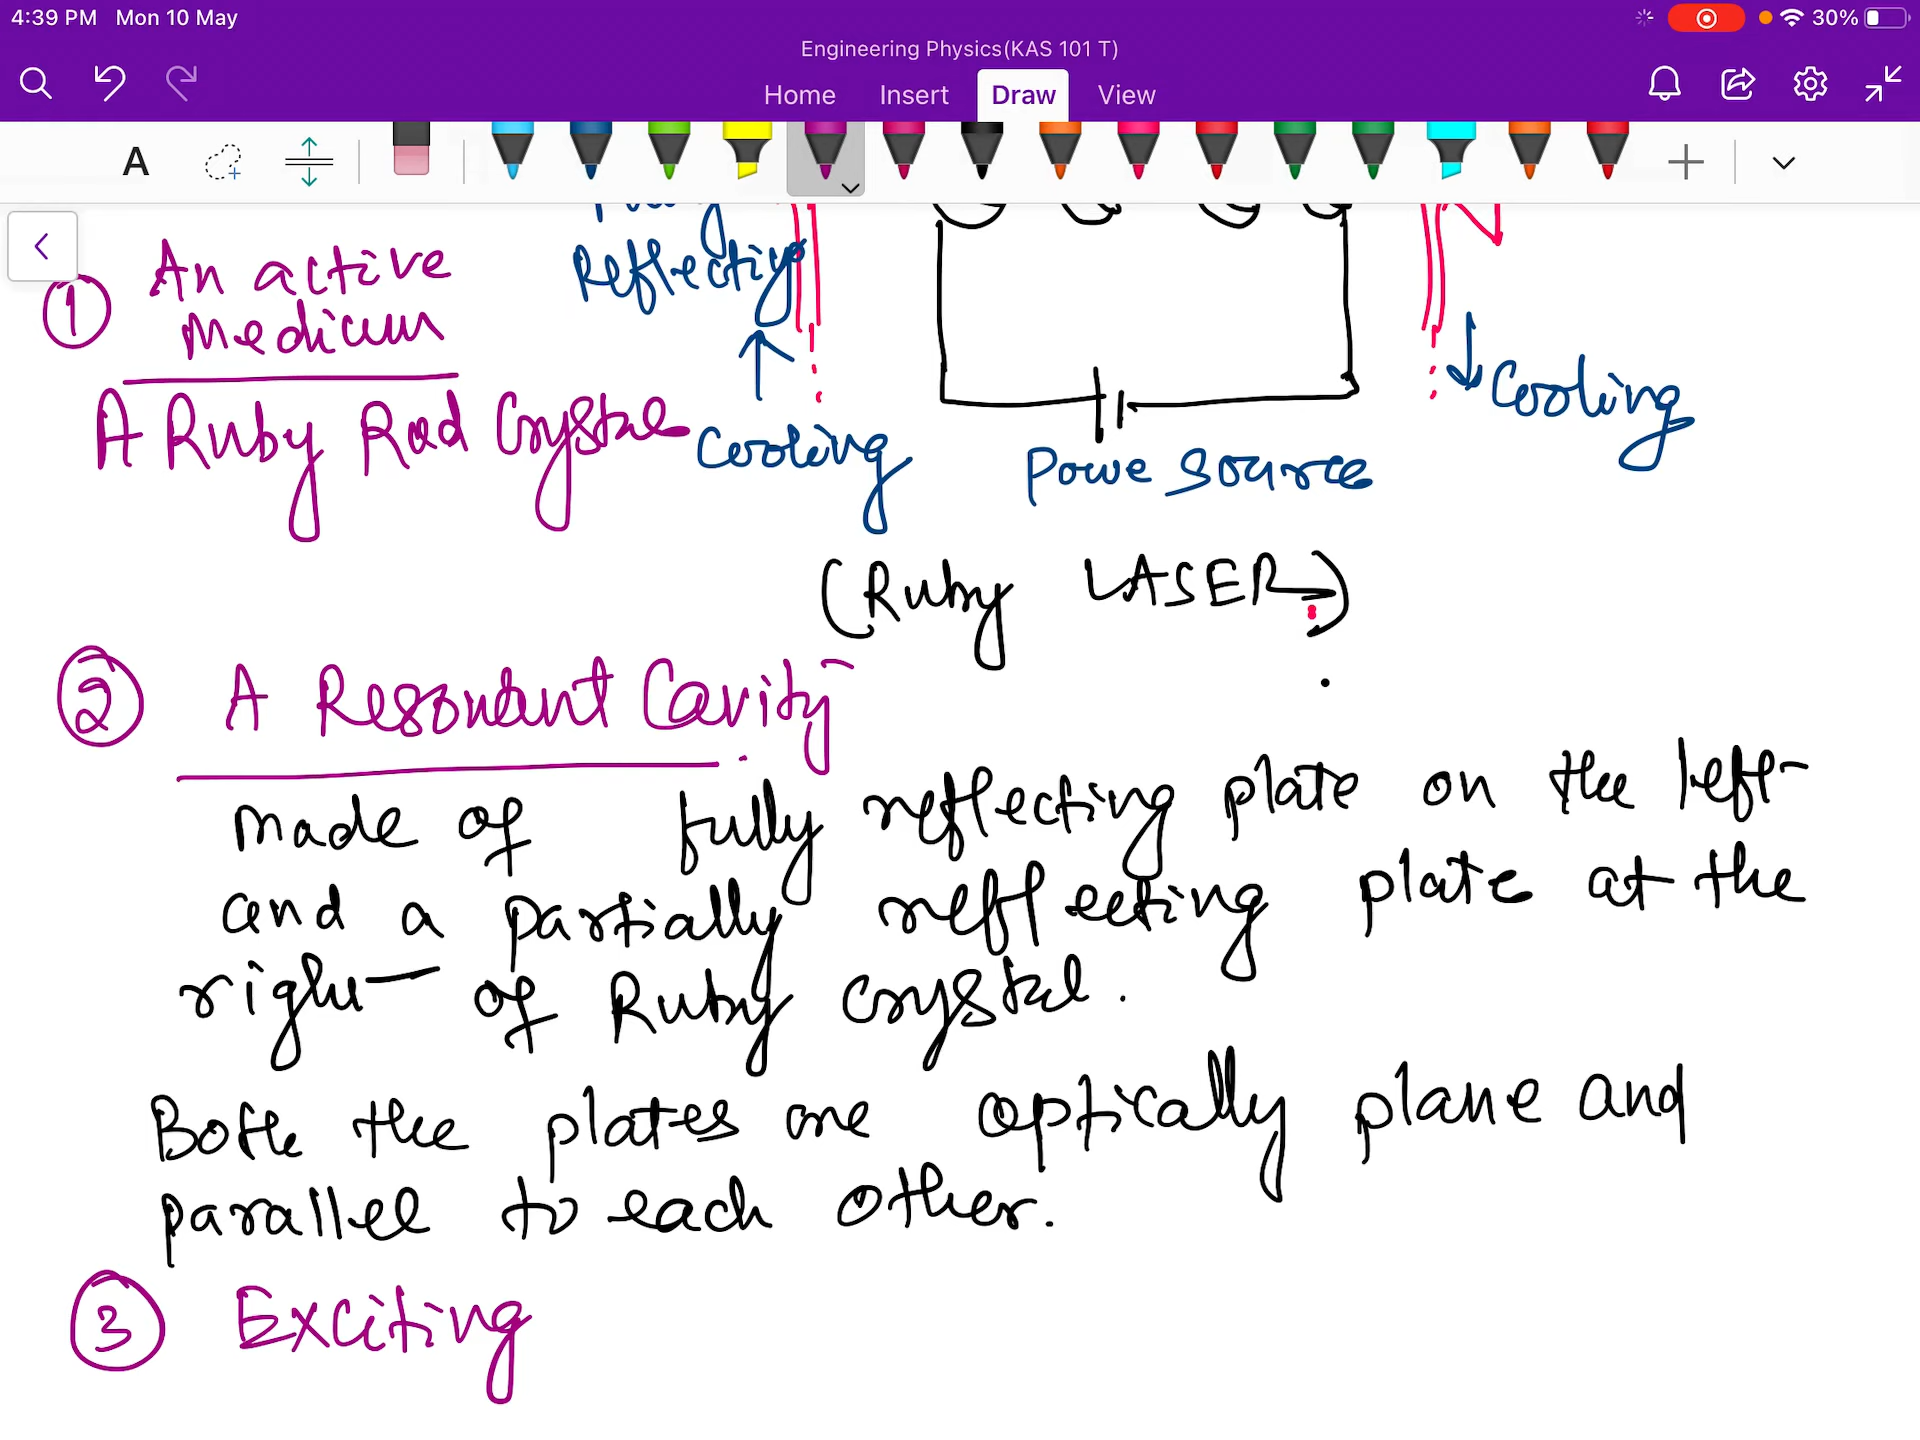 4:39 PM Mon 10 May
30%
Engineering Physics(KAS 101 T)
Home Insert Draw View
A
Reflecting
① An active
Medium
A Ruby Rod Crystal
Cooling
Cooling
Powe Source
(Ruby LASER)
② A Resonant Cavity
made of fully reflecting plate on the left
and a partially reflecting plate at the
right of Ruby crystal.
Both the plates are optically plane and
parallel to each other.
③ Exciting